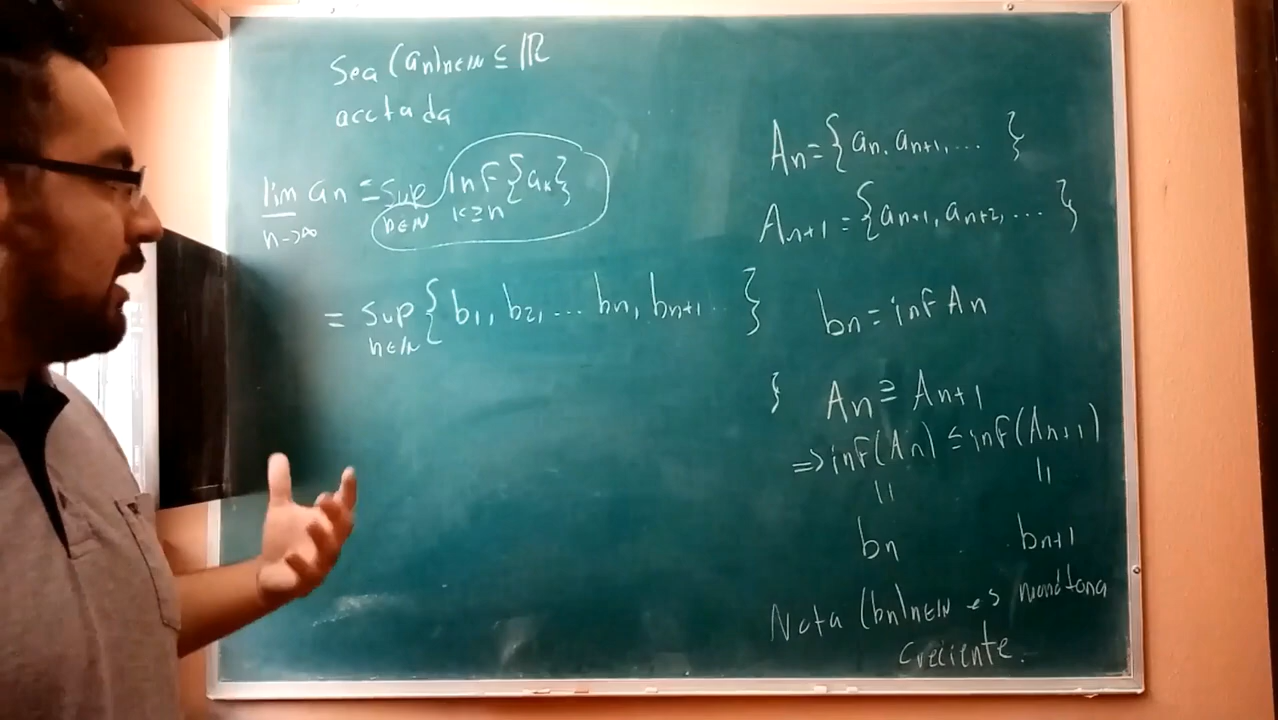 Sea (an)n∈ℕ ⊆ ℝ
acotada
lim an = sup inf {ak}
n→∞ n∈ℕ k≥n
= sup {b1, b2, ... bn, bn+1 ... }
n∈ℕ
An = {an, an+1, ... }
An+1 = {an+1, an+2, ... }
bn = inf An
} An ⊇ An+1
⇒ inf(An) ≤ inf(An+1)
|| ||
bn bn+1
Nota (bn)n∈ℕ es monótona
creciente.